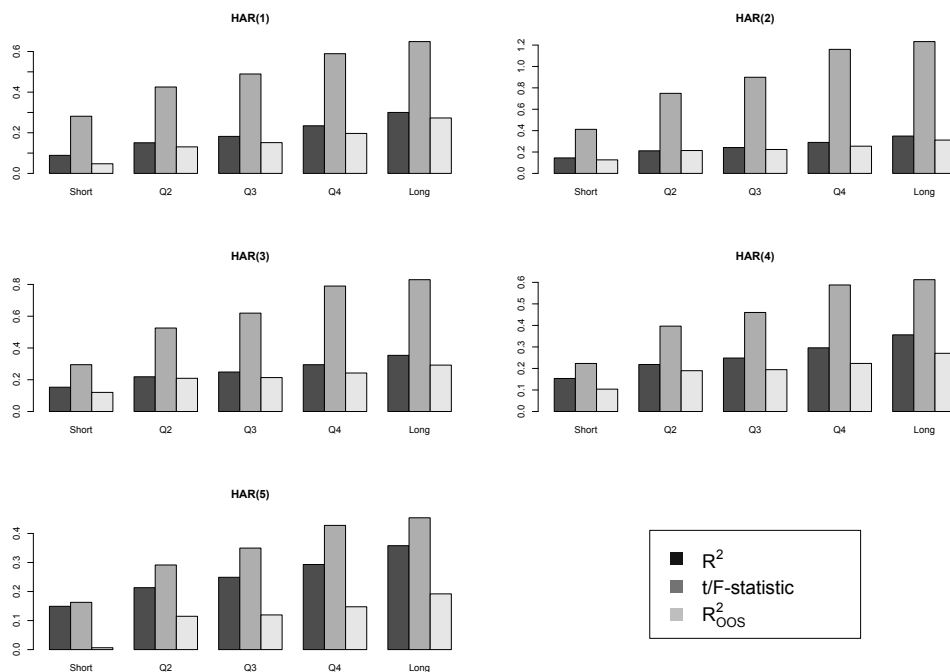 HAR(1)
0.0 0.2 0.4 0.6
Short Q2 Q3 Q4 Long
HAR(2)
0.0 0.2 0.4 0.6 0.8 1.0 1.2
Short Q2 Q3 Q4 Long
HAR(3)
0.0 0.2 0.4 0.6 0.8
Short Q2 Q3 Q4 Long
HAR(4)
0.0 0.1 0.2 0.3 0.4 0.5 0.6
Short Q2 Q3 Q4 Long
HAR(5)
0.0 0.1 0.2 0.3 0.4
Short Q2 Q3 Q4 Long
R²
t/F-statistic
R²OOS